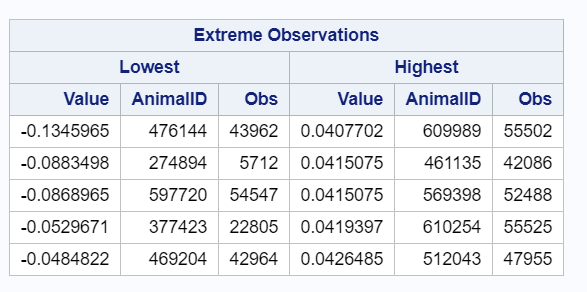 Extreme Observations
Lowest Highest
Value AnimalID Obs Value AnimalID Obs
-0.1345965 476144 43962 0.0407702 609989 55502
-0.0883498 274894 5712 0.0415075 461135 42086
-0.0868965 597720 54547 0.0415075 569398 52488
-0.0529671 377423 22805 0.0419397 610254 55525
-0.0484822 469204 42964 0.0426485 512043 47955